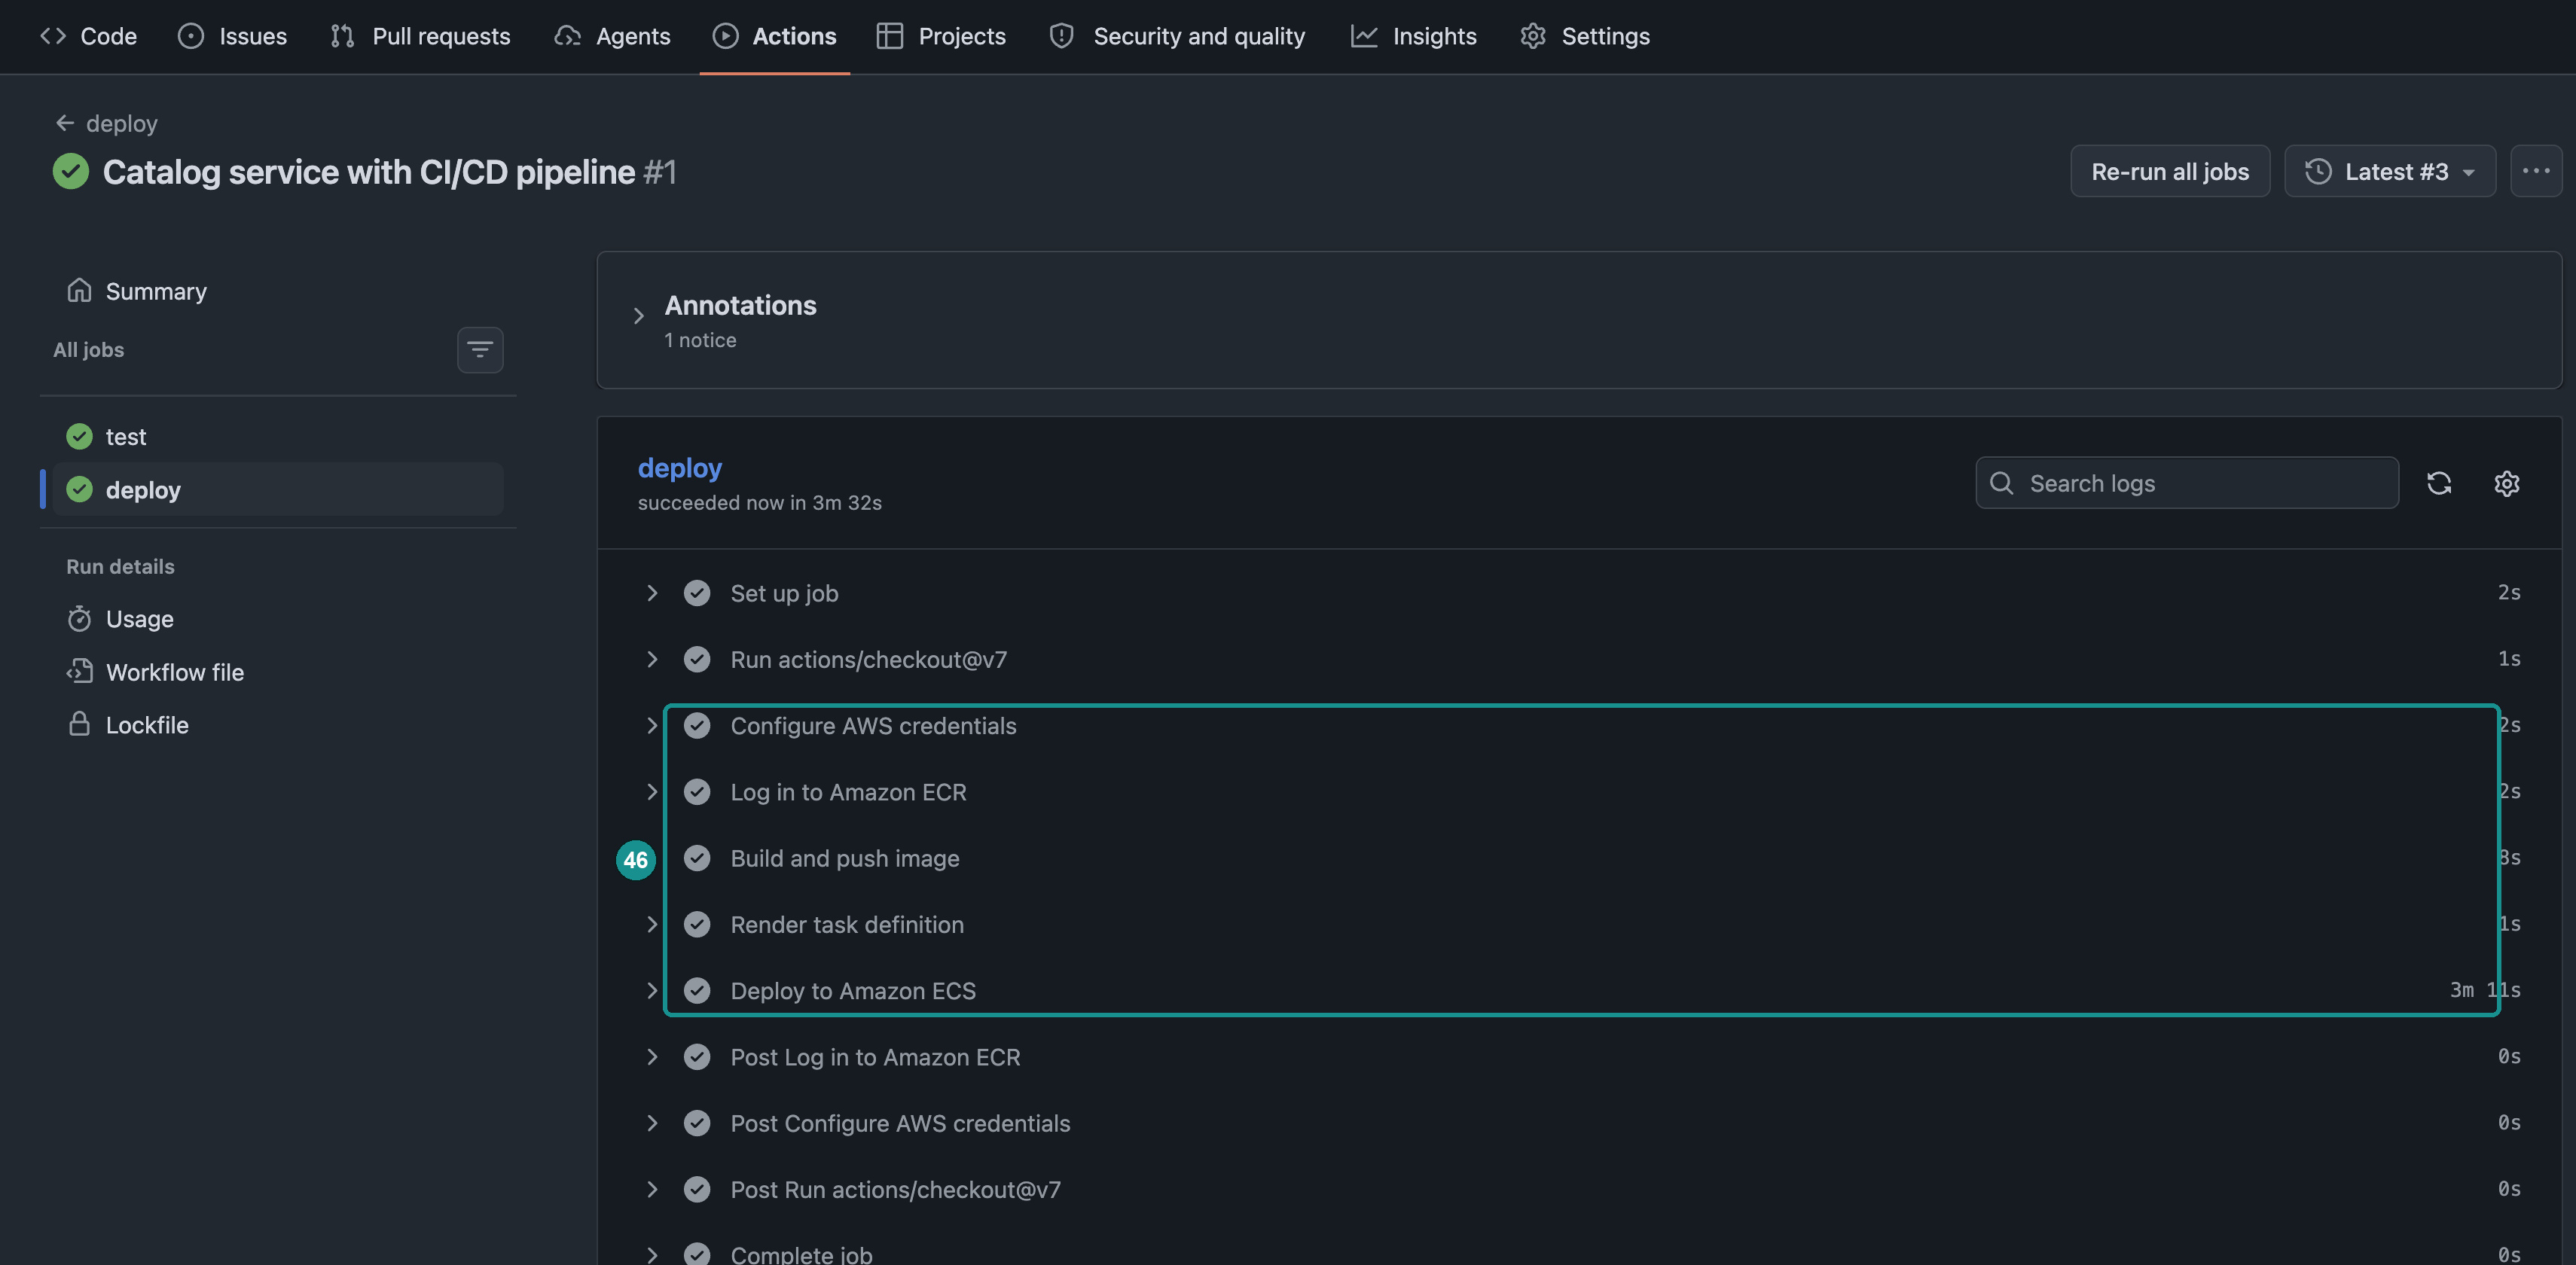 Code Issues Pull requests Agents Actions Projects Security and quality Insights Settings
deploy
Catalog service with CI/CD pipeline #1
Re-run all jobs
Latest #3
Summary
All jobs
test
deploy
Run details
Usage
Workflow file
Lockfile
Annotations
1 notice
deploy
succeeded now in 3m 32s
Search logs
Set up job 2s
Run actions/checkout@v7 1s
Configure AWS credentials 2s
Log in to Amazon ECR 2s
46
Build and push image
Render task definition 1s
Deploy to Amazon ECS 3m 11s
Post Log in to Amazon ECR 0s
Post Configure AWS credentials 0s
Post Run actions/checkout@v7 0s
Complete job 0s